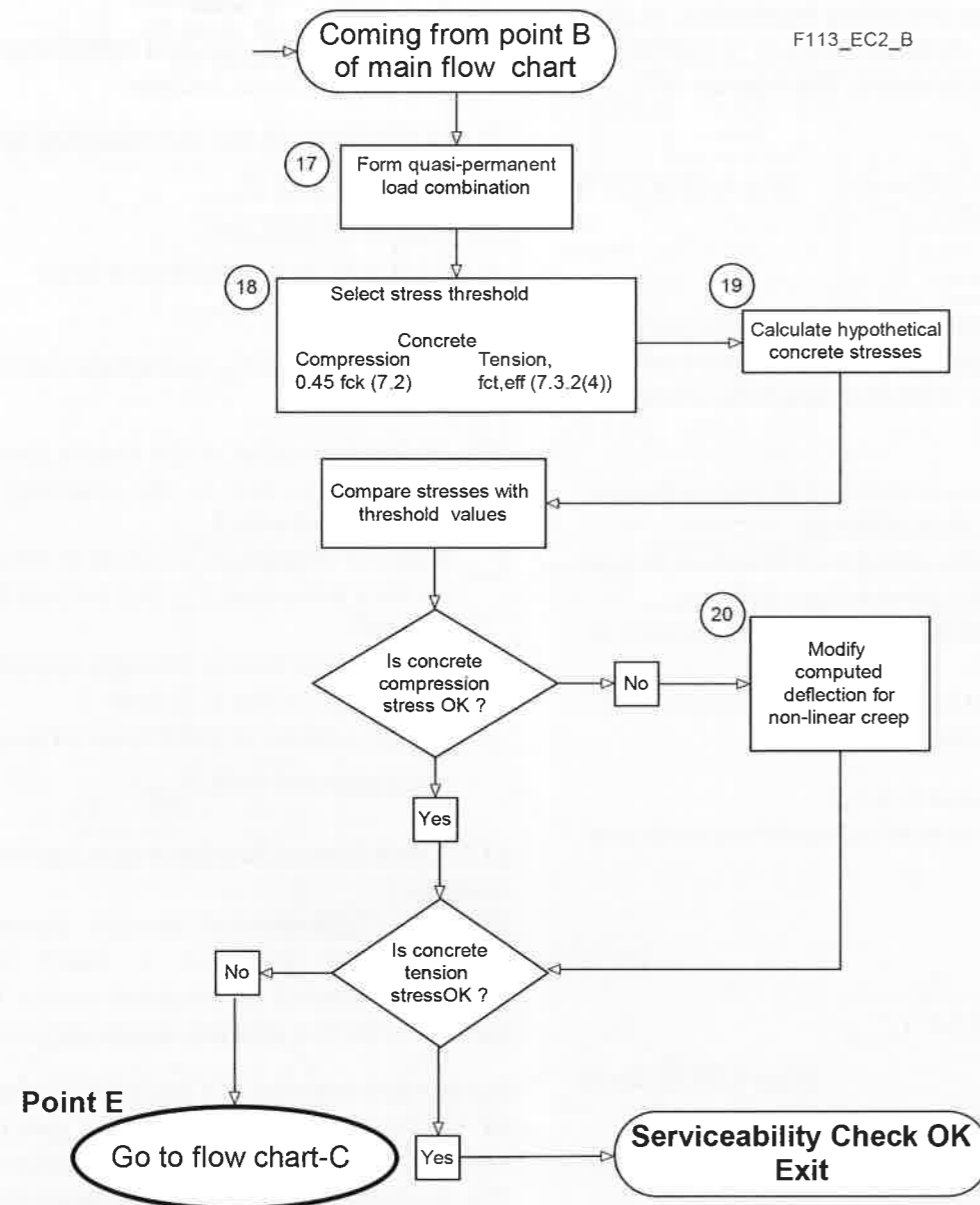 Coming from point B
of main flow chart
F113_EC2_B
17
Form quasi-permanent
load combination
18
Select stress threshold
Concrete
Compression Tension,
0.45 fck (7,2) fct,eff (7.3.2(4))
19
Calculate hypothetical
concrete stresses
Compare stresses with
threshold values
Is concrete
compression
stress OK ?
No
20
Modify
computed
deflection for
non-linear creep
Yes
Is concrete
tension
stressOK ?
No
Point E
Go to flow chart-C
Yes
Serviceability Check OK
Exit